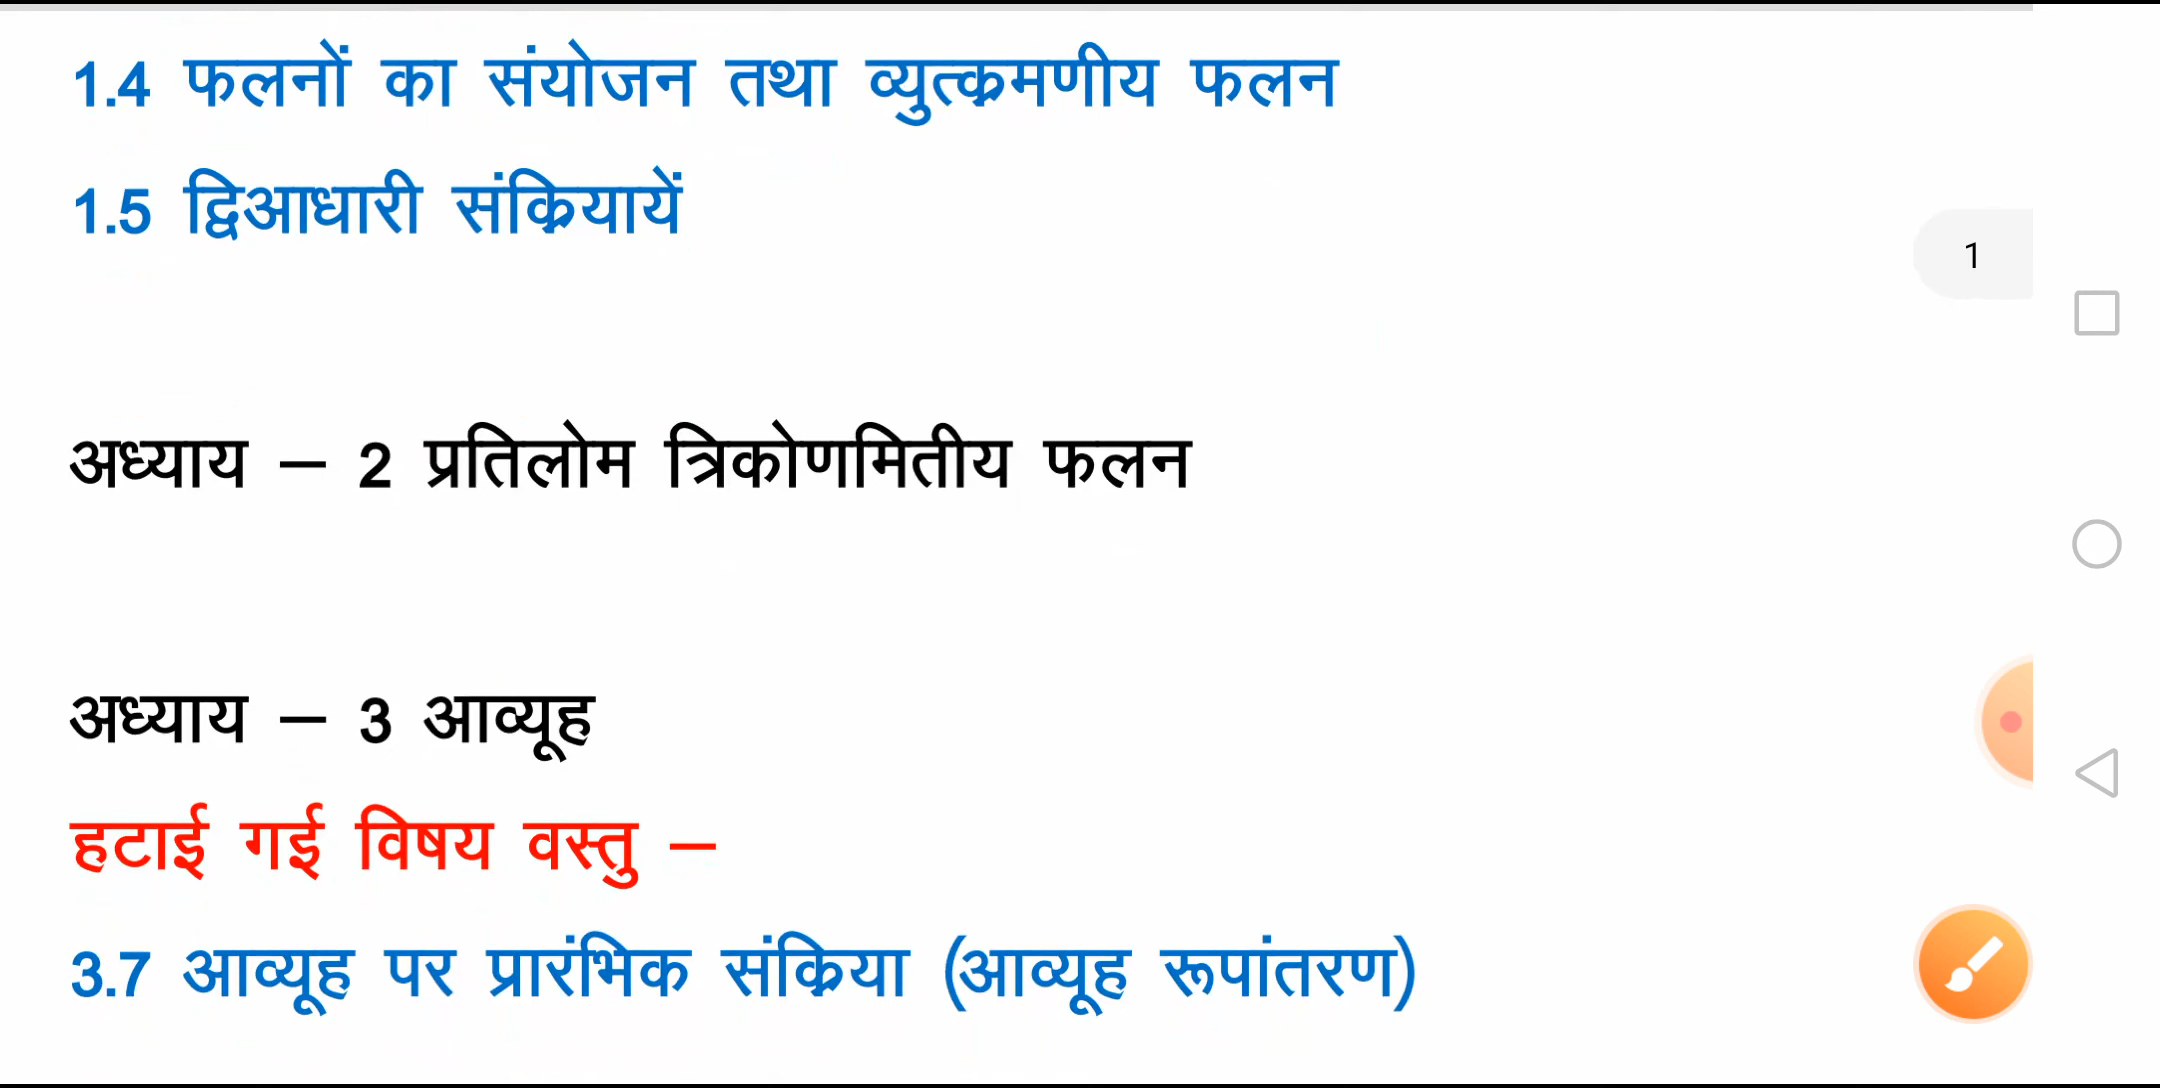 1.4 फलनों का संयोजन तथा व्युत्क्रमणीय फलन
1.5 द्विआधारी संक्रियायें
1
अध्याय – 2 प्रतिलोम त्रिकोणमितीय फलन
अध्याय – 3 आव्यूह
हटाई गई विषय वस्तु –
3.7 आव्यूह पर प्रारंभिक संक्रिया (आव्यूह रूपांतरण)